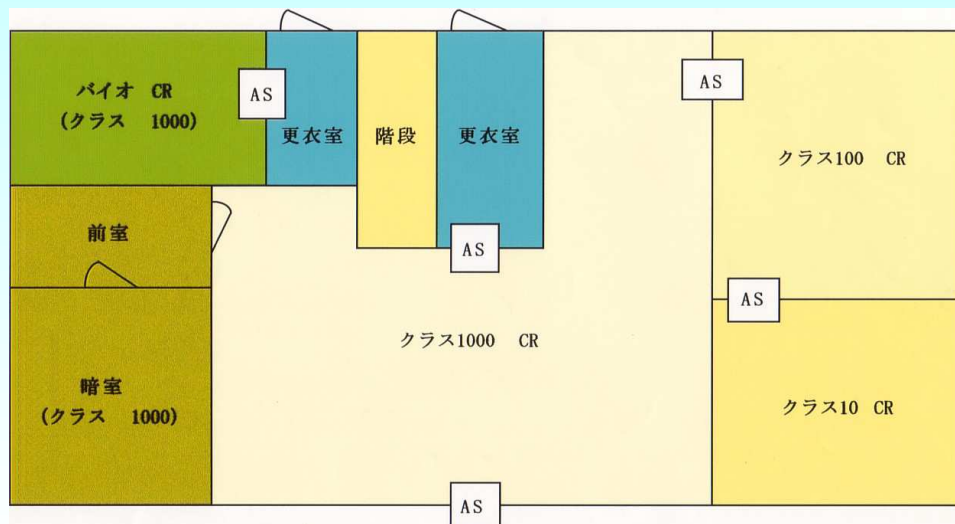 バイオ CR
(クラス 1000)
AS
更衣室
階段
更衣室
AS
クラス100 CR
前室
AS
AS
クラス1000 CR
暗室
(クラス 1000)
クラス10 CR
AS